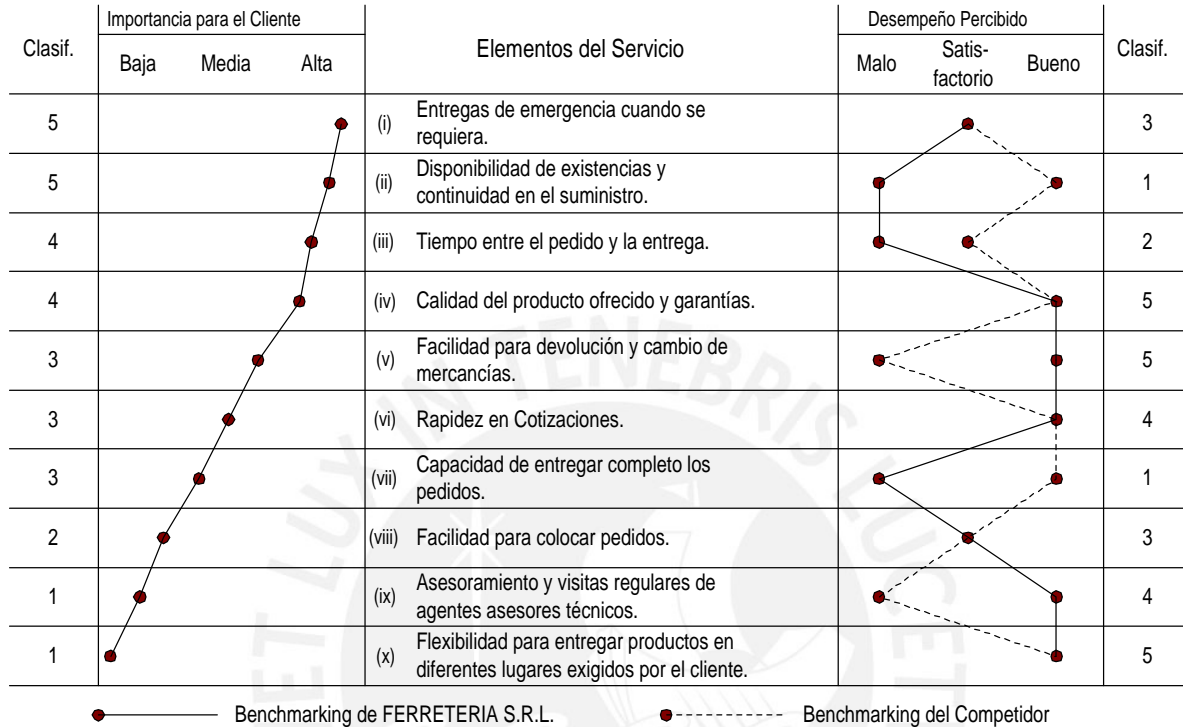 Clasif.
Importancia para el Cliente
Baja Media Alta
Elementos del Servicio
Desempeño Percibido
Malo Satis-
factorio Bueno
Clasif.
5 (i) Entregas de emergencia cuando se
requiera. 3
5 (ii) Disponibilidad de existencias y
continuidad en el suministro. 1
4 (iii) Tiempo entre el pedido y la entrega. 2
4 (iv) Calidad del producto ofrecido y garantías. 5
3 (v) Facilidad para devolución y cambio de
mercancías. 5
3 (vi) Rapidez en Cotizaciones. 4
3 (vii) Capacidad de entregar completo los
pedidos. 1
2 (viii) Facilidad para colocar pedidos. 3
1 (ix) Asesoramiento y visitas regulares de
agentes asesores técnicos. 4
1 (x) Flexibilidad para entregar productos en
diferentes lugares exigidos por el cliente. 5
Benchmarking de FERRETERIA S.R.L. Benchmarking del Competidor
ET LUX IN TENEBRIS LUCET